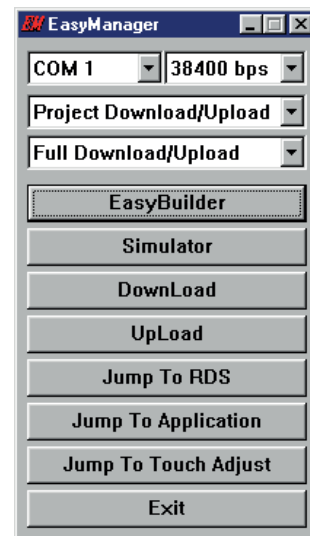 EM EasyManager
COM 1 38400 bps
Project Download/Upload
Full Download/Upload
EasyBuilder
Simulator
DownLoad
UpLoad
Jump To RDS
Jump To Application
Jump To Touch Adjust
Exit